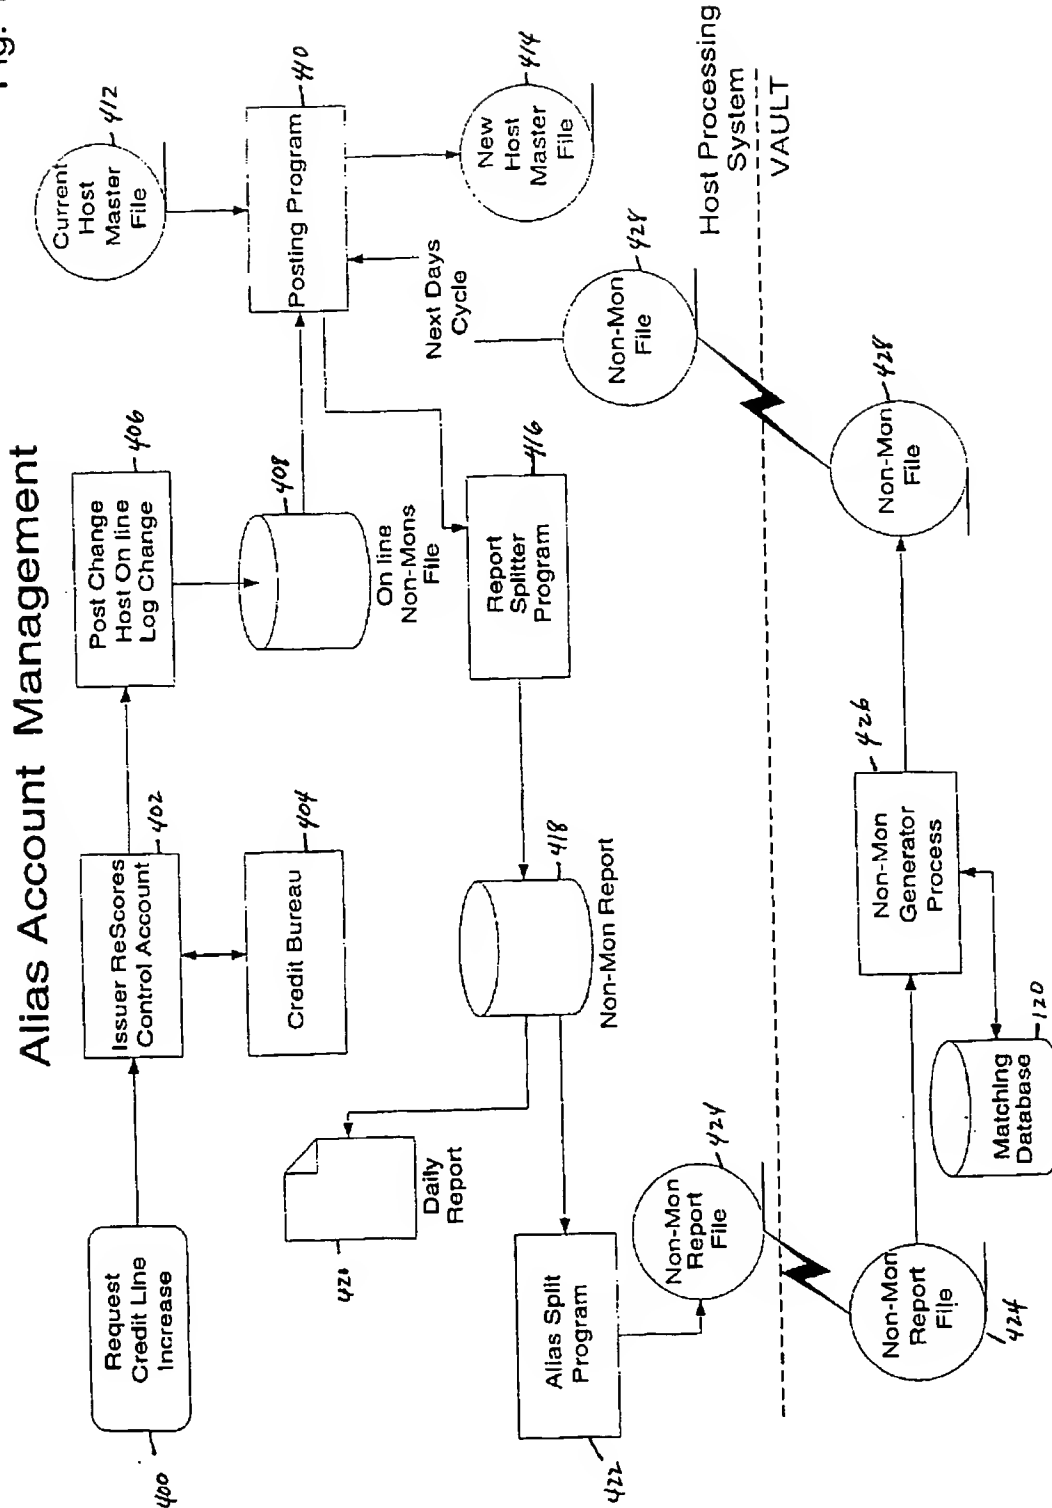 Fig.
Alias Account Management
Request
Credit Line
Increase
400
Issuer ReScores
Control Account
402
Credit Bureau
404
Post Change
Host On line
Log Change
406
408
On line
Non-Mons
File
Current
Host
Master
File
412
Posting Program
410
New
Host
Master
File
414
Next Days
Cycle
Report
Splitter
Program
416
418
Non-Mon Report
Daily
Report
Alias Split
Program
422
Non-Mon
Report
File
424
Non-Mon
File
428
Host Processing
System
VAULT
Non-Mon
Report
File
424
Matching
Database
120
Non-Mon
Generator
Process
426
Non-Mon
File
428